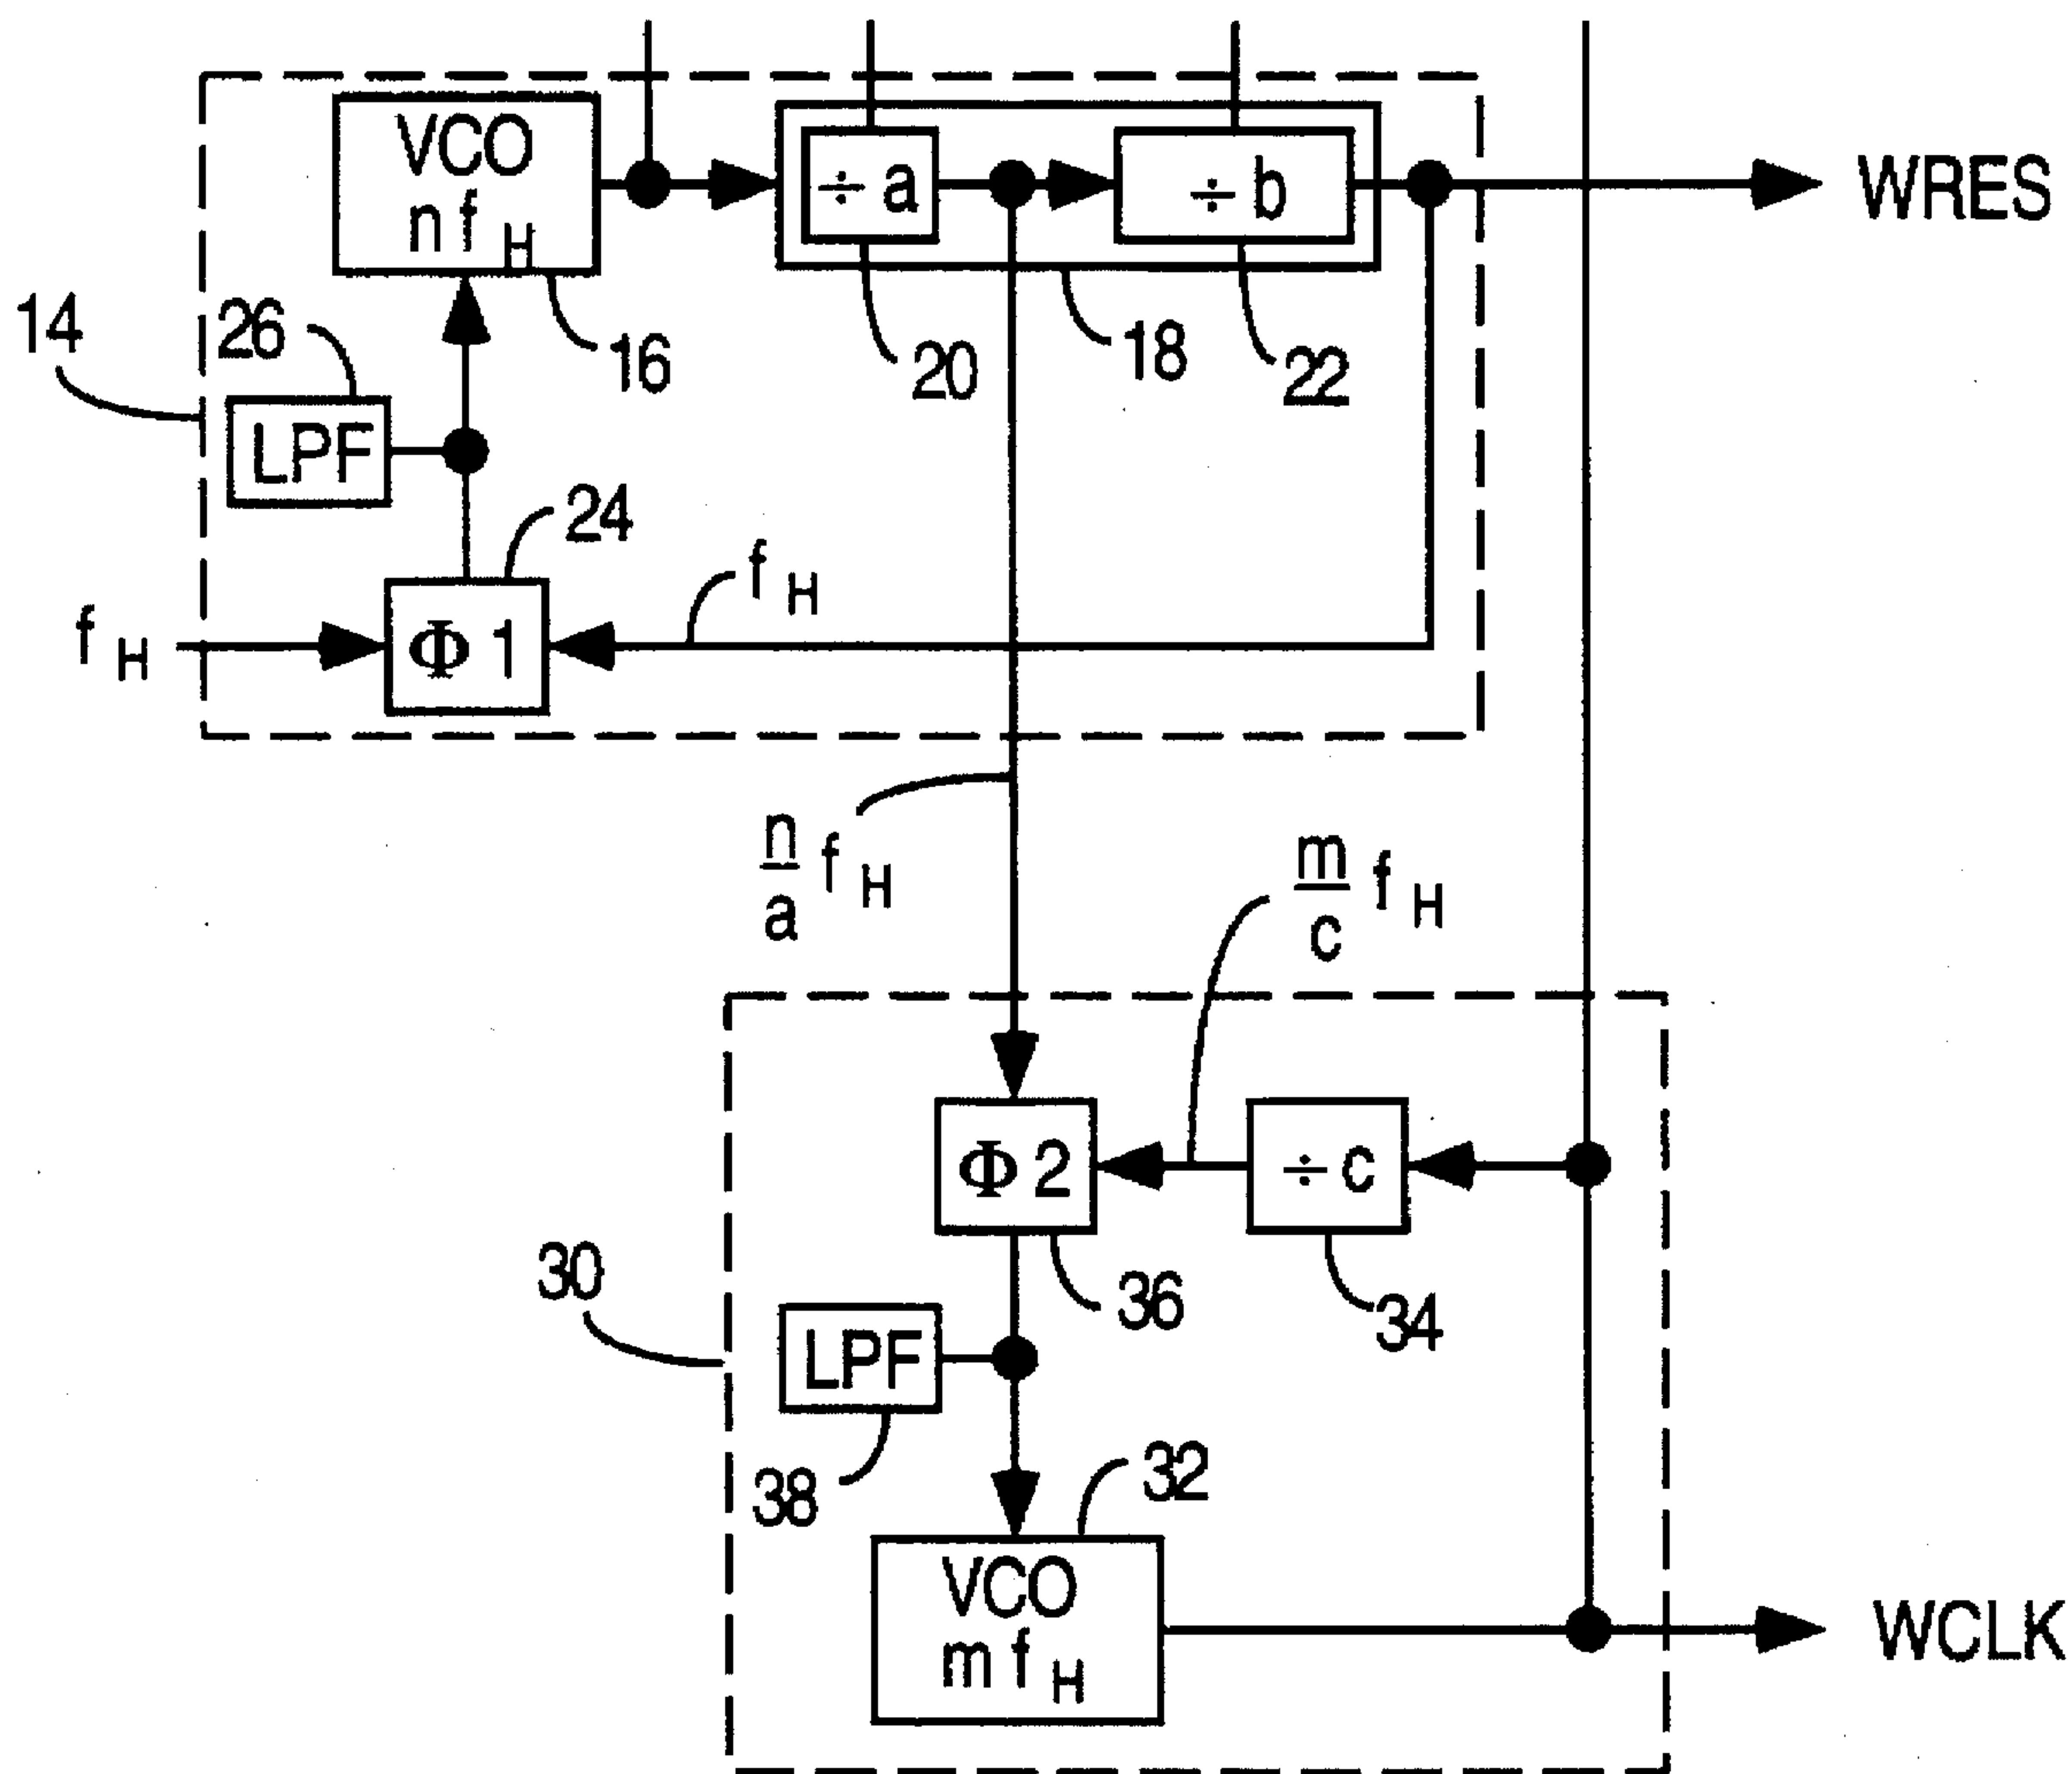 VCO
n f H
÷ a
÷ b
WRES
14
26
16
20
18
22
LPF
24
f H
f H
Φ 1
n/a f H
m/c f H
Φ 2
÷ c
30
36
34
LPF
38
32
VCO
m f H
WCLK